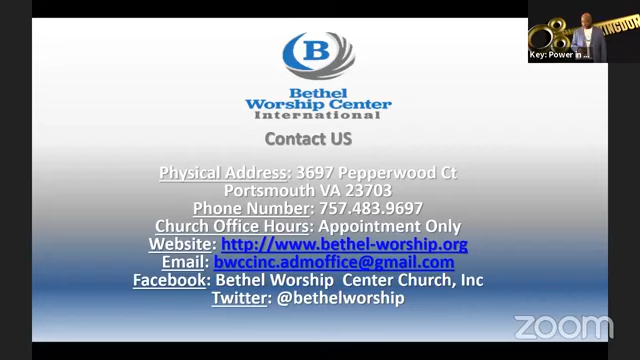 B
Bethel
Worship Center
International
Contact US
Physical Address: 3697 Pepperwood Ct
Portsmouth VA 23703
Phone Number: 757.483.9697
Church Office Hours: Appointment Only
Website: http://www.bethel-worship.org
Email: bwccinc.admoffice@gmail.com
Facebook: Bethel Worship Center Church, Inc
Twitter: @bethelworship
KINGDOM
Key: Power in ...
zoom